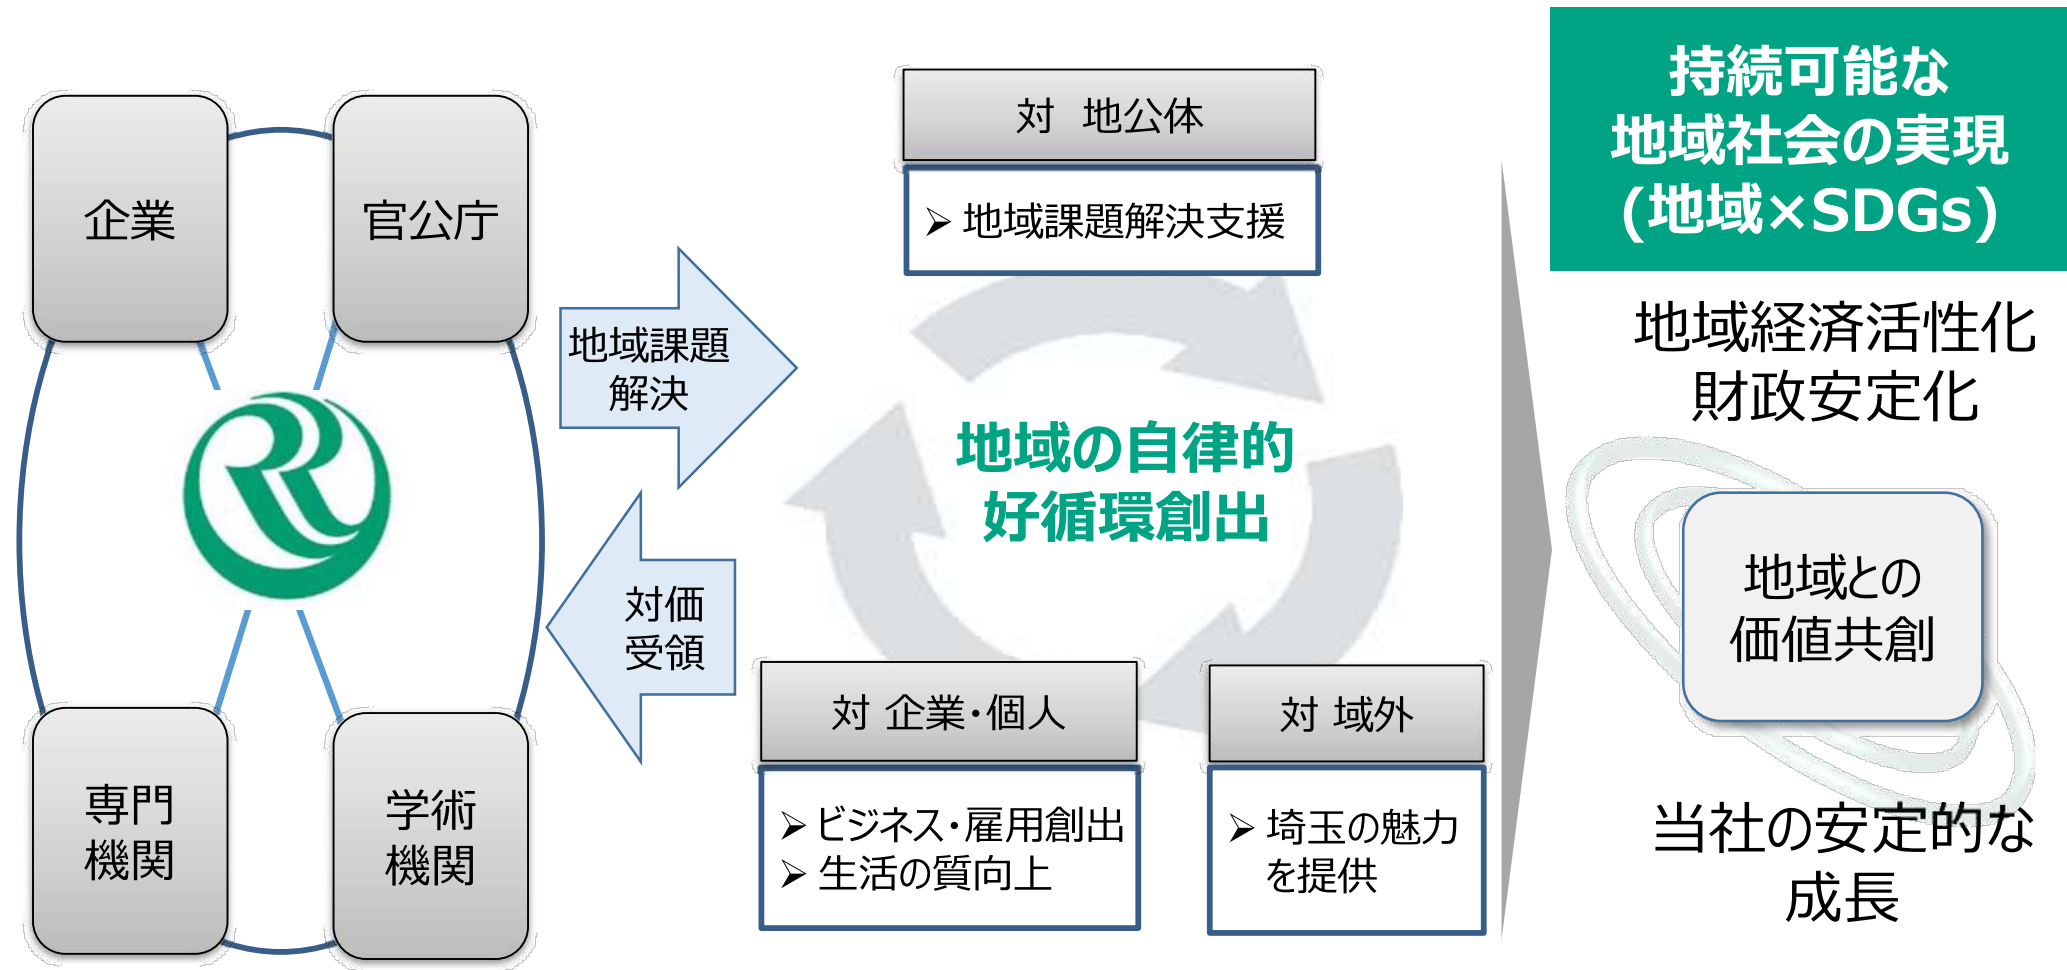 企業
官公庁
専門
機関
学術
機関
地域課題
解決
対価
受領
対 地公体
➢ 地域課題解決支援
地域の自律的
好循環創出
対 企業・個人
➢ ビジネス・雇用創出
➢ 生活の質向上
対 域外
➢ 埼玉の魅力
を提供
持続可能な
地域社会の実現
(地域×SDGs)
地域経済活性化
財政安定化
地域との
価値共創
当社の安定的な
成長